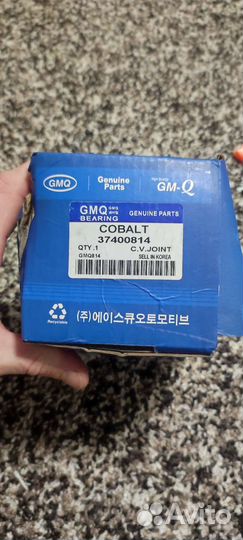 GMQ
Genuine
Parts
High Quality
GM-Q
GMQ
BEARING
GENUINE PARTS
COBALT
37400814
QTY.1
C.V.JOINT
GMQ814
SELL IN KOREA
Recyclable
(주)에이스큐오토모티브
Avito